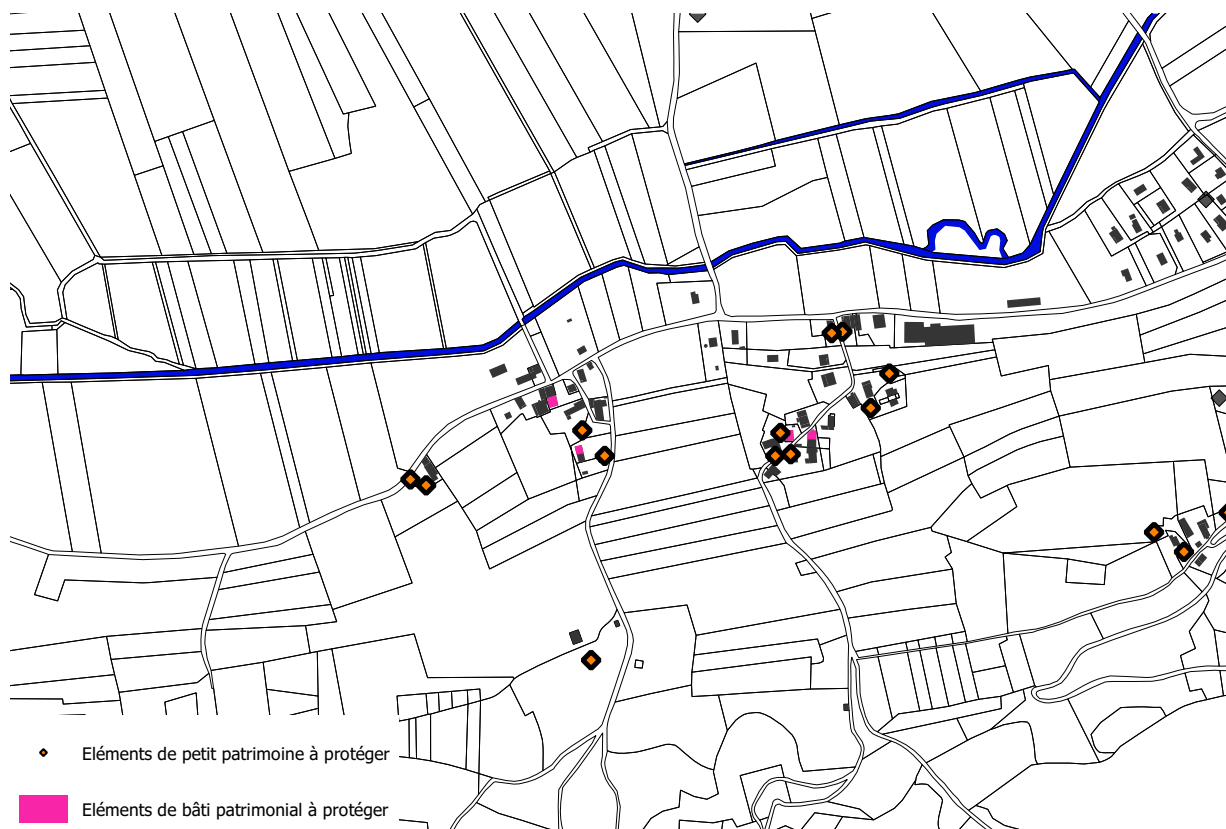 Eléments de petit patrimoine à protéger
Eléments de bâti patrimonial à protéger